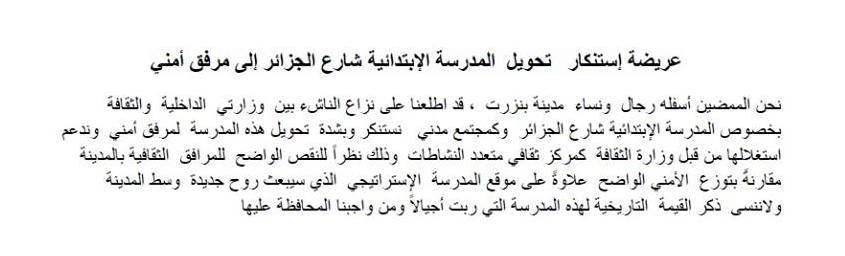 عريضة إستنكار تحويل المدرسة الإبتدائية شارع الجزائر إلى مرفق أمني
نحن الممضين أسفله رجال ونساء مدينة بنزرت ، قد اطلعنا على نزاع الناشئ بين وزارتي الداخلية والثقافة
بخصوص المدرسة الإبتدائية شارع الجزائر وكمجتمع مدني نستنكر وبشدة تحويل هذه المدرسة لمرفق أمني وندعم
استغلالها من قبل وزارة الثقافة كمركز ثقافي متعدد النشاطات وذلك نظراً للنقص الواضح للمرافق الثقافية بالمدينة
مقارنةً بتوزع الأمني الواضح علاوةً على موقع المدرسة الإستراتيجي الذي سيبعث روح جديدة وسط المدينة
ولاننسى ذكر القيمة التاريخية لهذه المدرسة التي ربت أجيالاً ومن واجبنا المحافظة عليها